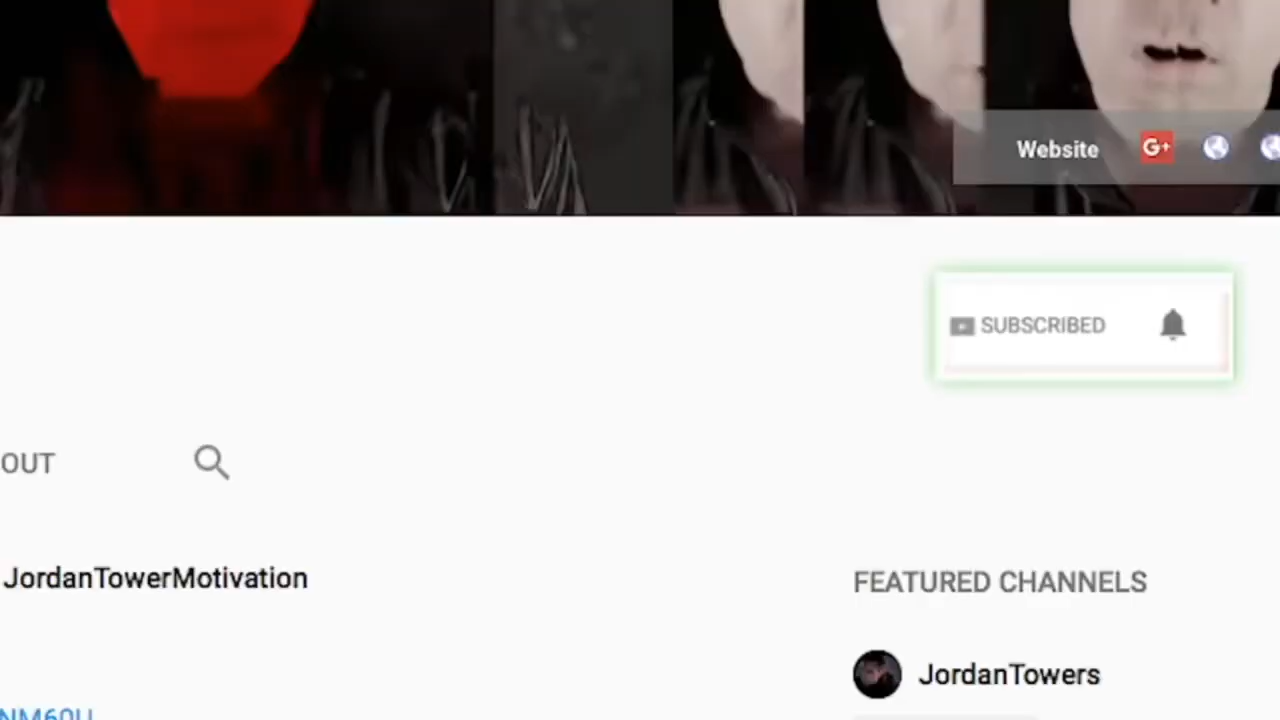 Website G+
SUBSCRIBED
OUT
JordanTowerMotivation
FEATURED CHANNELS
JordanTowers